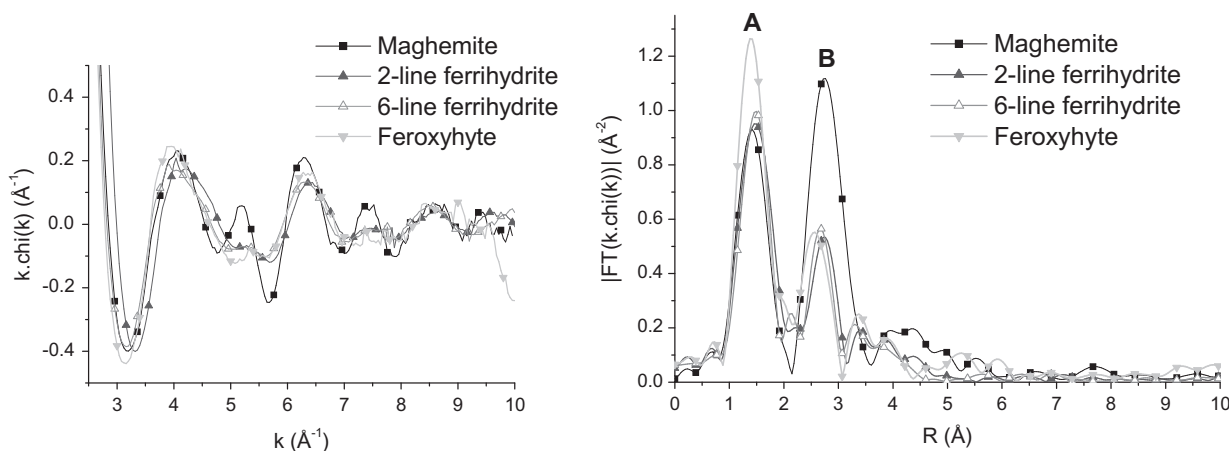 Maghemite
2-line ferrihydrite
6-line ferrihydrite
Feroxyhyte
0.4
0.2
0.0
-0.2
-0.4
k.chi(k) (Å⁻¹)
3 4 5 6 7 8 9 10
k (Å⁻¹)
A
B
Maghemite
2-line ferrihydrite
6-line ferrihydrite
Feroxyhyte
1.2
1.0
0.8
0.6
0.4
0.2
0.0
|FT(k.chi(k))| (Å⁻²)
0 1 2 3 4 5 6 7 8 9 10
R (Å)